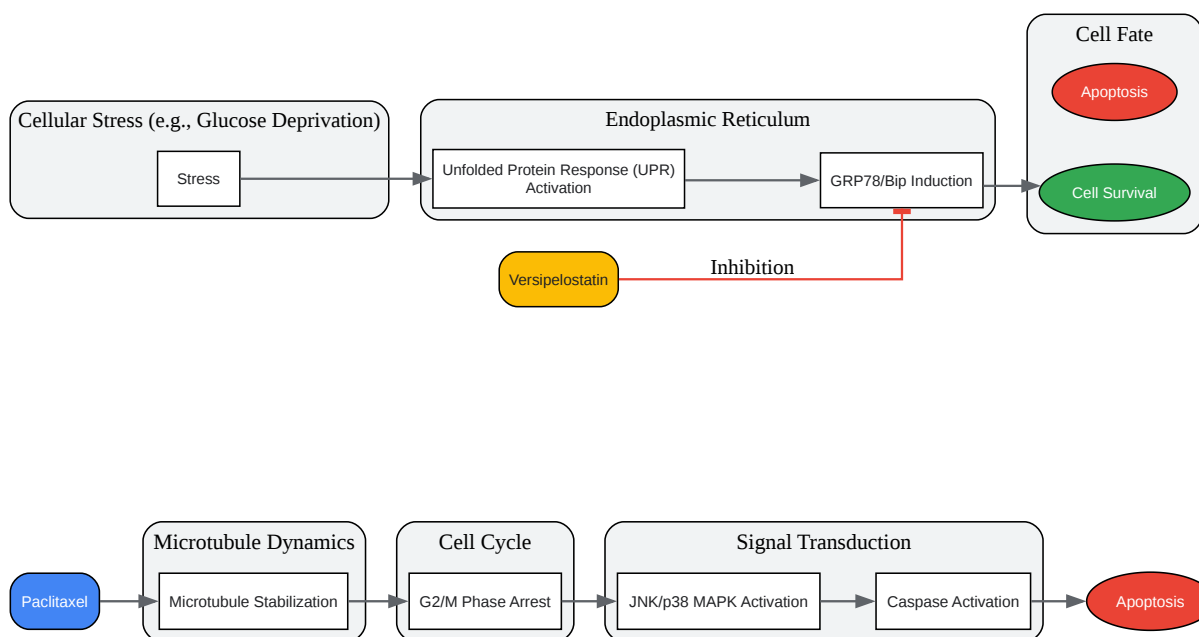 Cell Fate
Apoptosis
Cellular Stress (e.g., Glucose Deprivation)
Endoplasmic Reticulum
Stress
Unfolded Protein Response (UPR)
Activation
GRP78/Bip Induction
Cell Survival
Versipelostatin
Inhibition
Microtubule Dynamics
Cell Cycle
Signal Transduction
Paclitaxel
Microtubule Stabilization
G2/M Phase Arrest
JNK/p38 MAPK Activation
Caspase Activation
Apoptosis